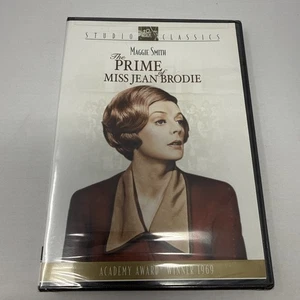 STUDIO CLASSICS
MAGGIE SMITH
The
PRIME of
MISS JEAN BRODIE
ACADEMY AWARD WINNER 1969